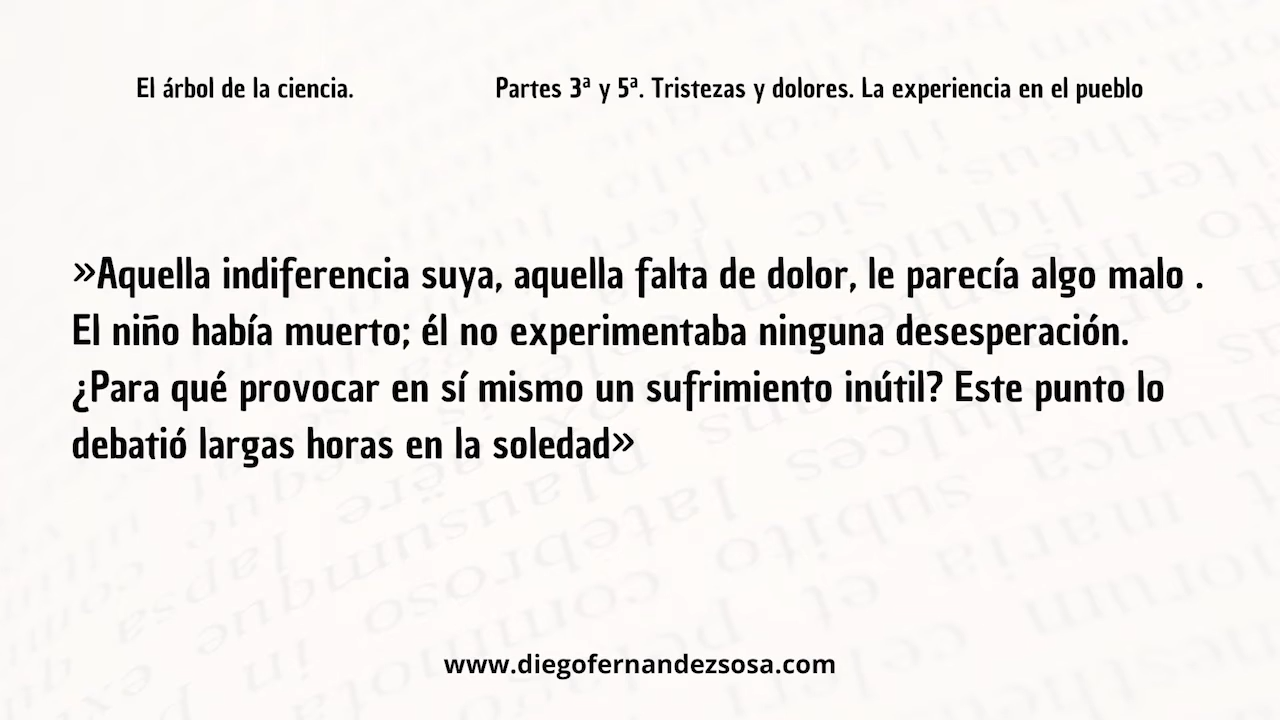 El árbol de la ciencia. Partes 3ª y 5ª. Tristezas y dolores. La experiencia en el pueblo
»Aquella indiferencia suya, aquella falta de dolor, le parecía algo malo .
El niño había muerto; él no experimentaba ninguna desesperación.
¿Para qué provocar en sí mismo un sufrimiento inútil? Este punto lo
debatió largas horas en la soledad»
www.diegofernandezsosa.com